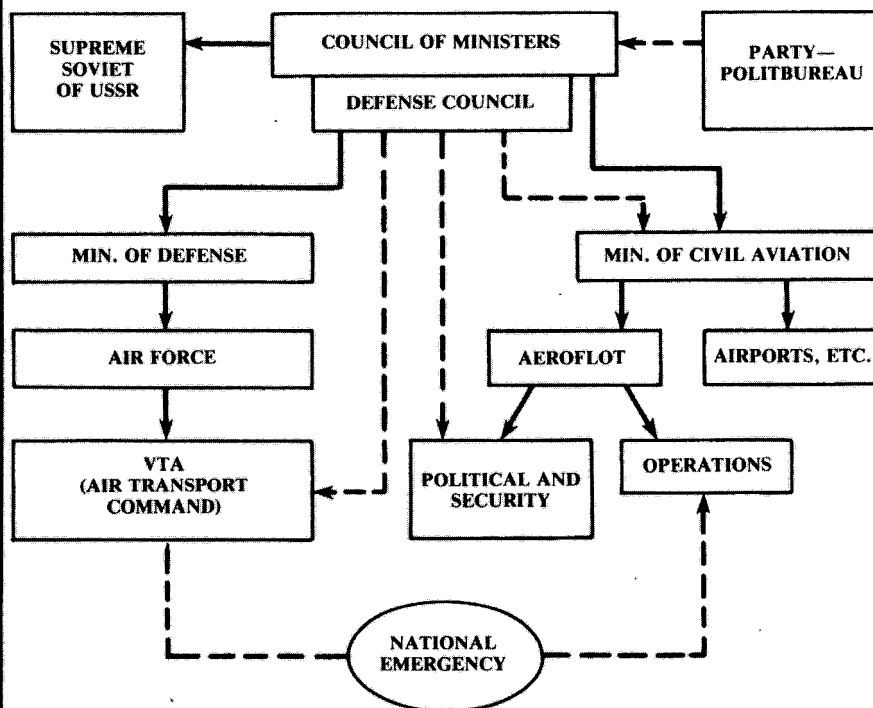 SUPREME
SOVIET
OF USSR
COUNCIL OF MINISTERS
PARTY—
POLITBUREAU
DEFENSE COUNCIL
MIN. OF DEFENSE
MIN. OF CIVIL AVIATION
AIR FORCE
AEROFLOT
AIRPORTS, ETC.
VTA
(AIR TRANSPORT
COMMAND)
POLITICAL AND
SECURITY
OPERATIONS
NATIONAL
EMERGENCY